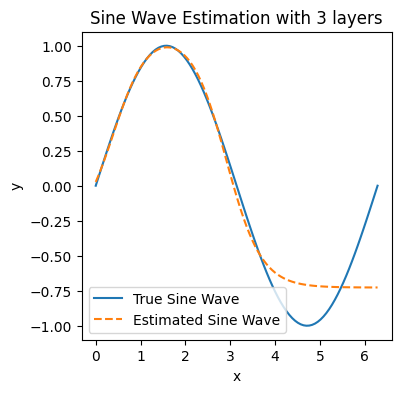 Sine Wave Estimation with 3 layers
1.00
0.75
0.50
0.25
0.00
−0.25
−0.50
−0.75
−1.00
y
True Sine Wave
Estimated Sine Wave
0 1 2 3 4 5 6
x